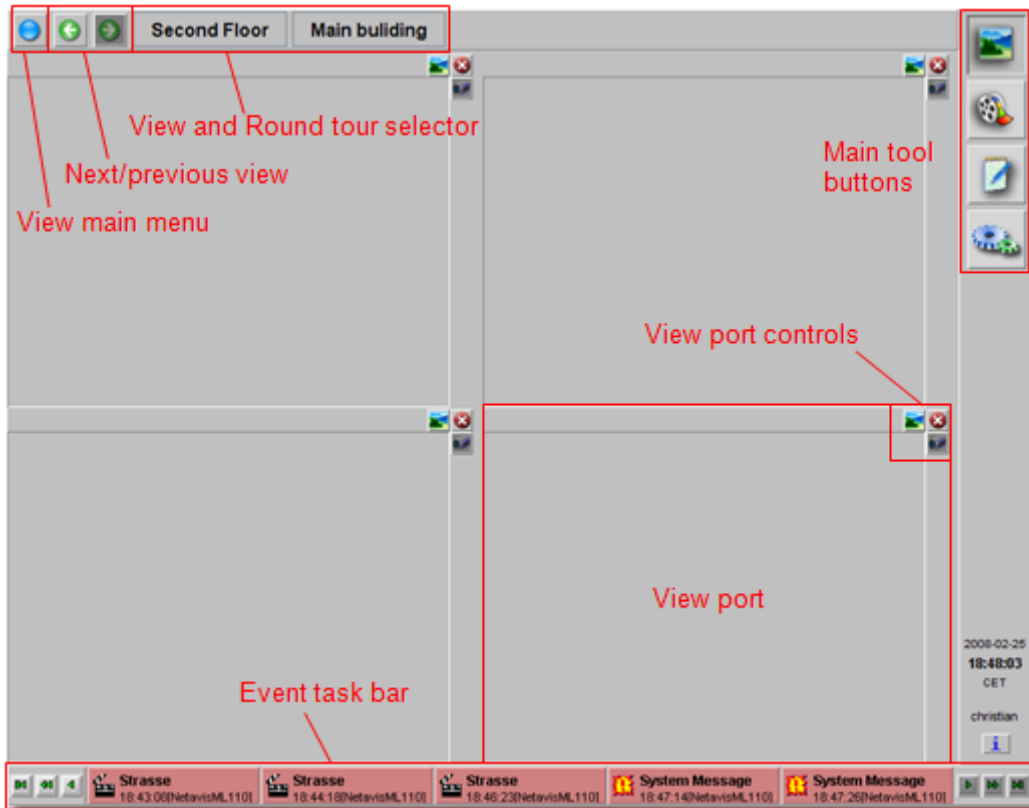 Second Floor
Main buliding
View and Round tour selector
Next/previous view
View main menu
Main tool
buttons
View port controls
View port
Event task bar
2008-02-25
18:48:03
CET
christian
i
Strasse
18:43:08[NetavisML110]
Strasse
18:44:18[NetavisML110]
Strasse
18:46:23[NetavisML110]
System Message
18:47:14[NetavisML110]
System Message
18:47:26[NetavisML110]